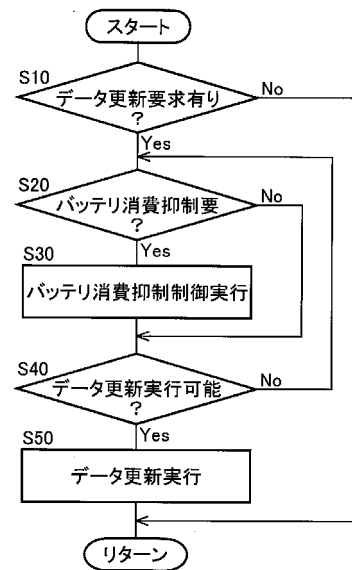 スタート
S10
データ更新要求有り
?
No
Yes
S20
バッテリ消費抑制要
?
No
Yes
S30
バッテリ消費抑制制御実行
S40
データ更新実行可能
?
No
Yes
S50
データ更新実行
リターン